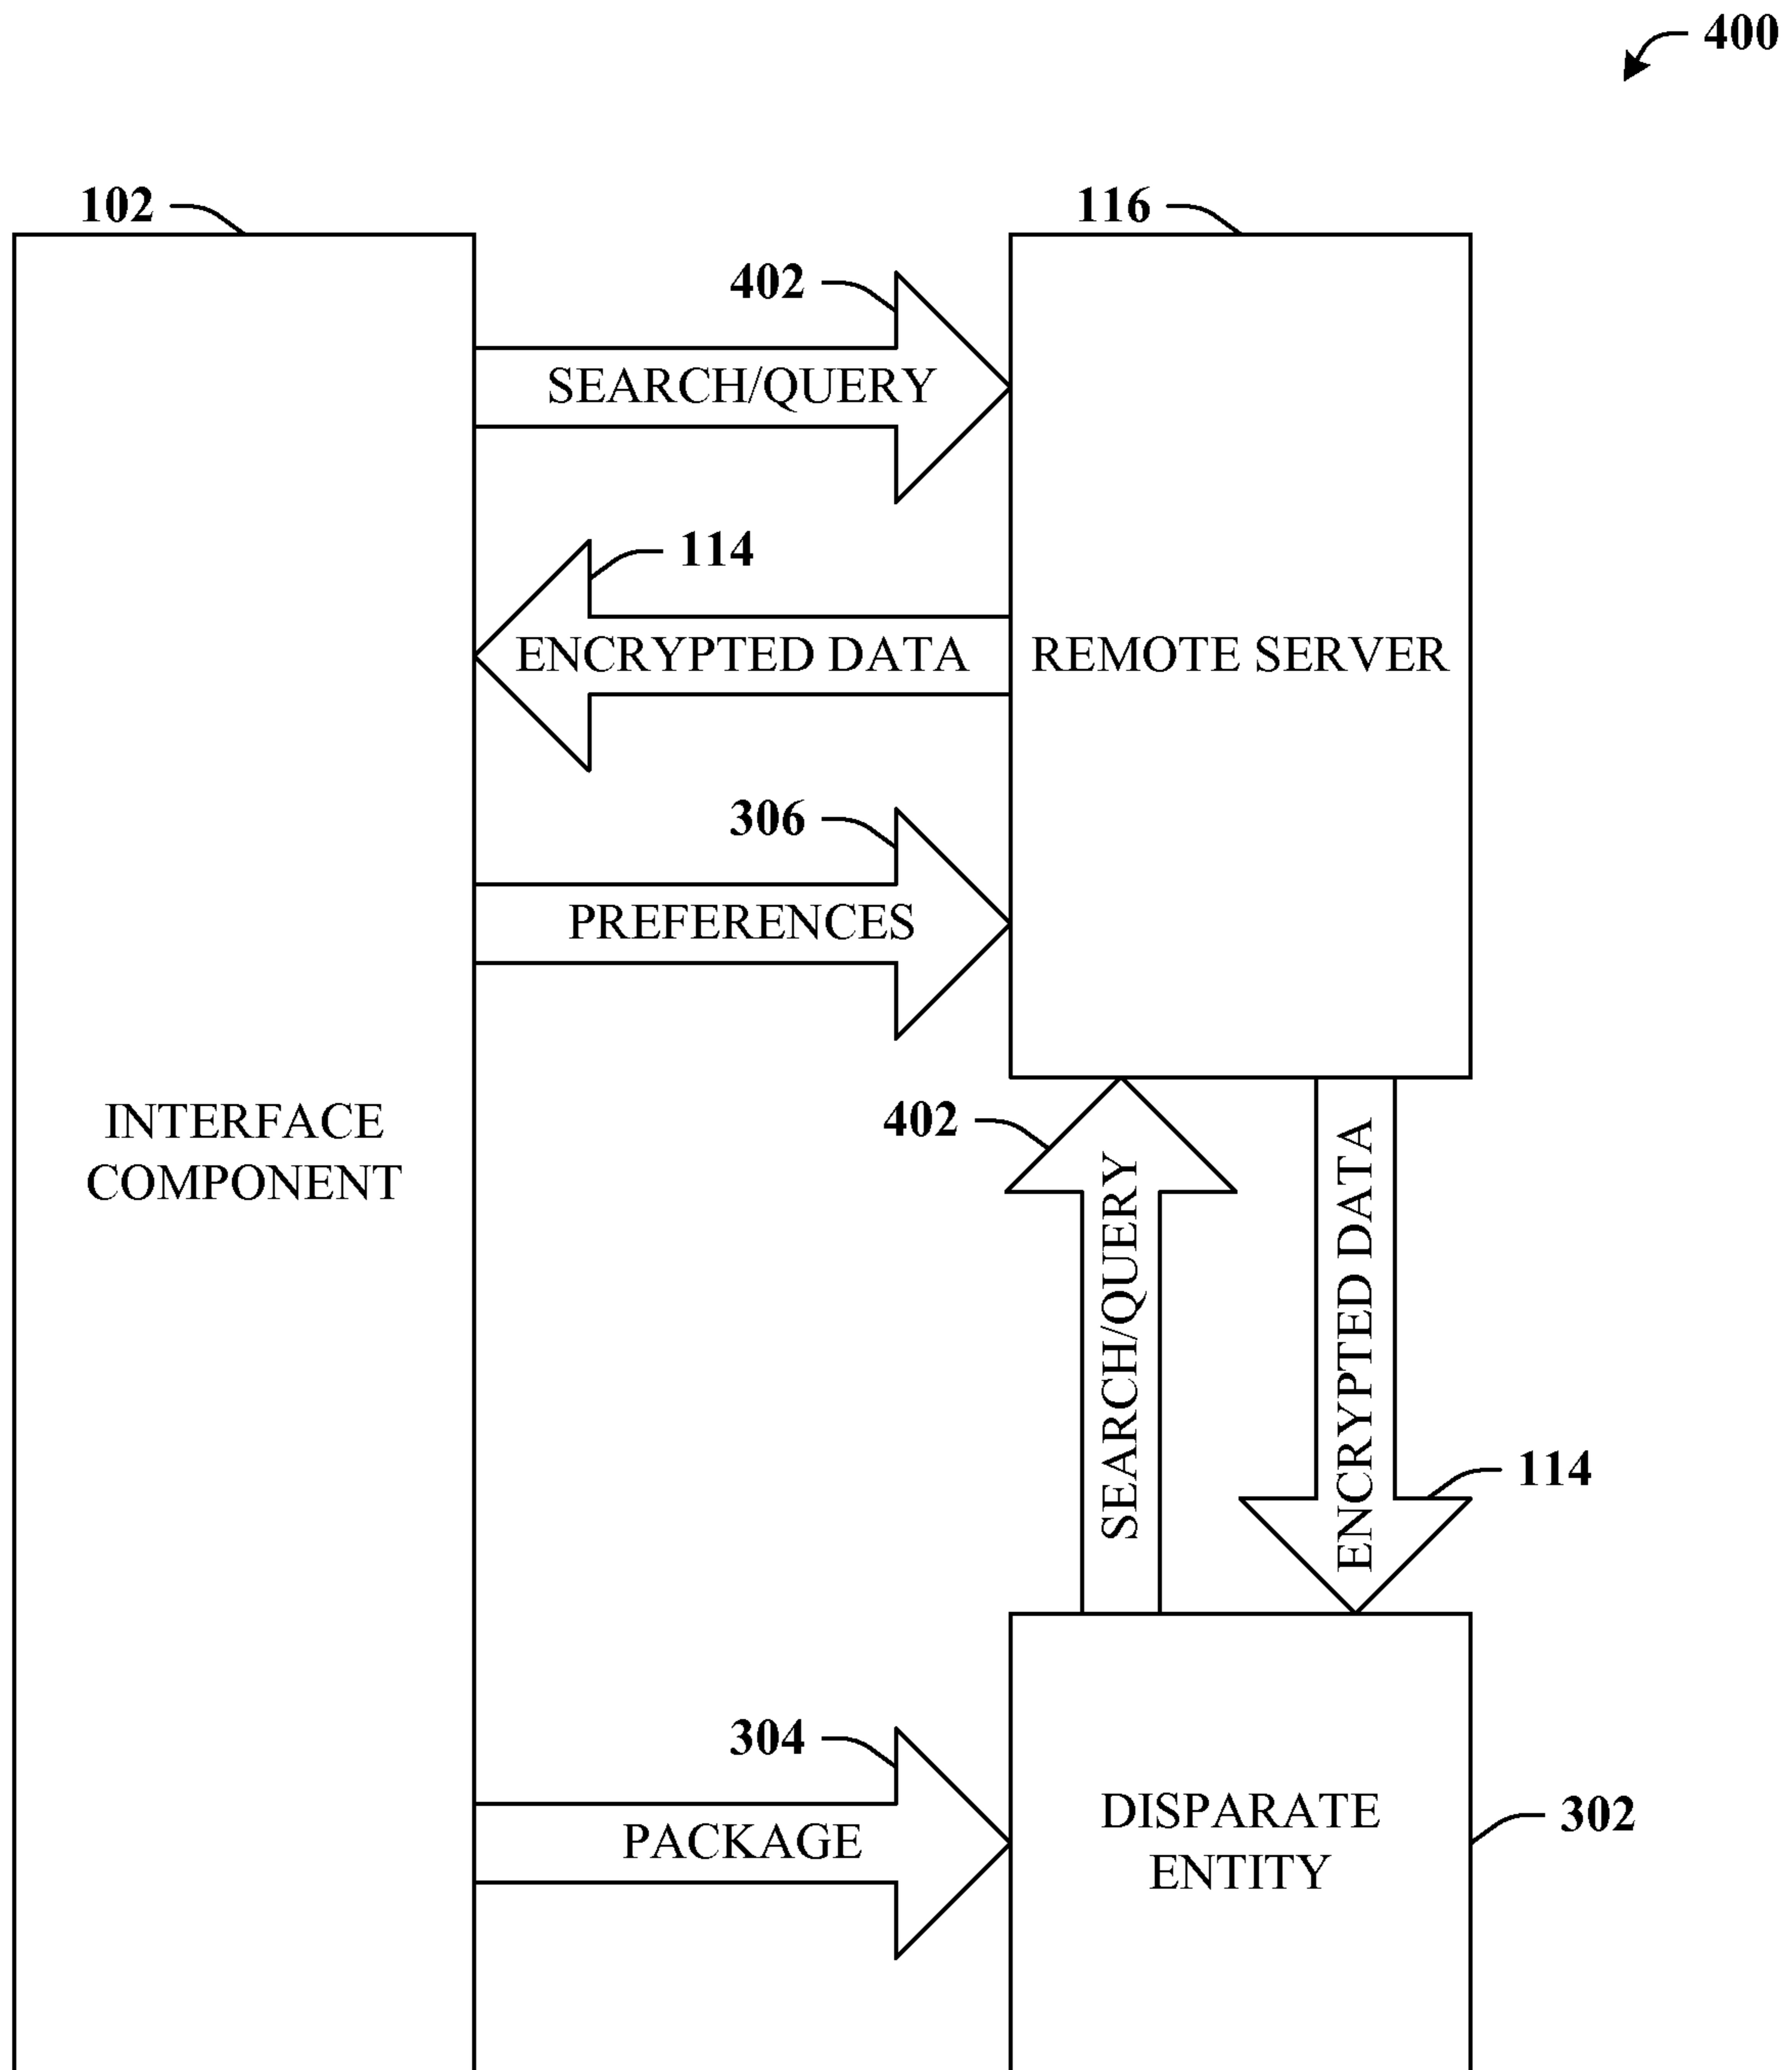 400
102
116
402
SEARCH/QUERY
114
ENCRYPTED DATA
REMOTE SERVER
306
PREFERENCES
INTERFACE
COMPONENT
402
SEARCH/QUERY
ENCRYPTED DATA
114
304
PACKAGE
DISPARATE
ENTITY
302